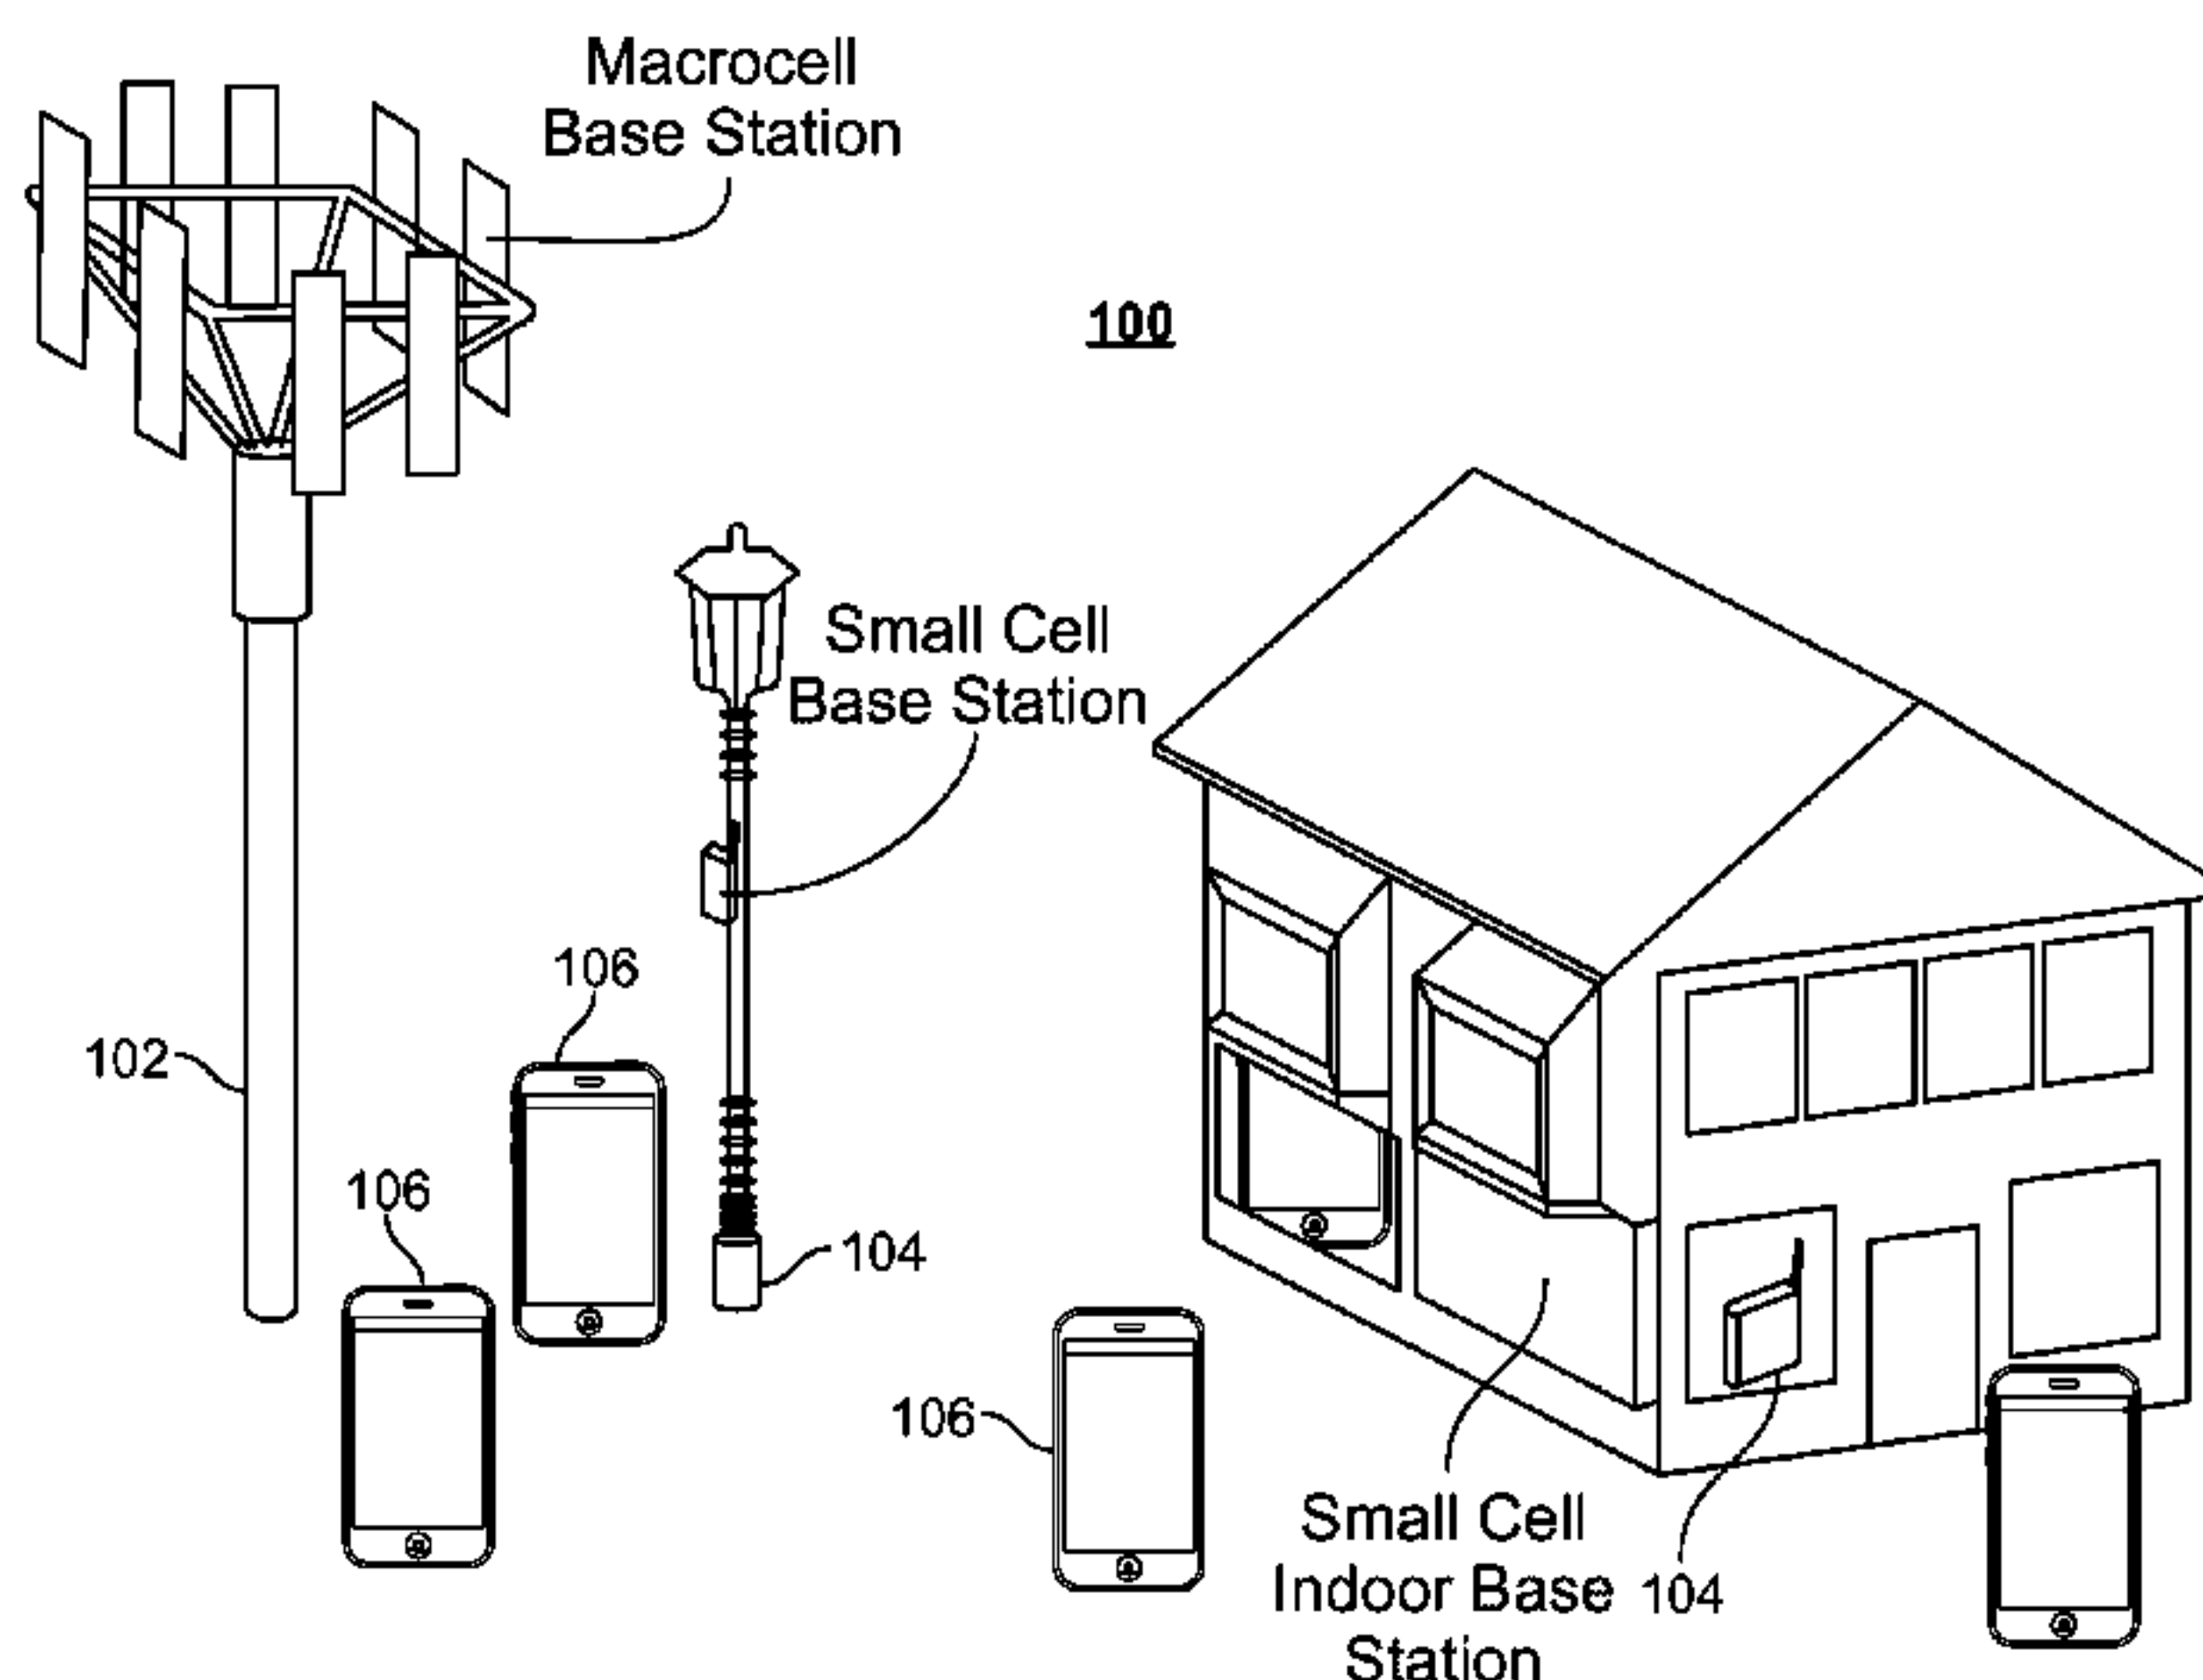 Macrocell
Base Station
100
Small Cell
Base Station
106
102
106
104
106
Small Cell
Indoor Base
Station
104